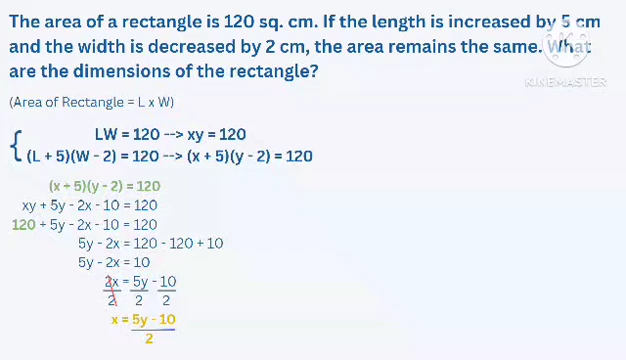 The area of a rectangle is 120 sq. cm. If the length is increased by 5 cm
and the width is decreased by 2 cm, the area remains the same. What
are the dimensions of the rectangle?
KINEMASTER
(Area of Rectangle = L x W)
{ LW = 120 --> xy = 120
(L + 5)(W - 2) = 120 --> (x + 5)(y - 2) = 120
(x + 5)(y - 2) = 120
xy + 5y - 2x - 10 = 120
120 + 5y - 2x - 10 = 120
5y - 2x = 120 - 120 + 10
5y - 2x = 10
2x = 5y - 10
2 2 2
x = 5y - 10
2